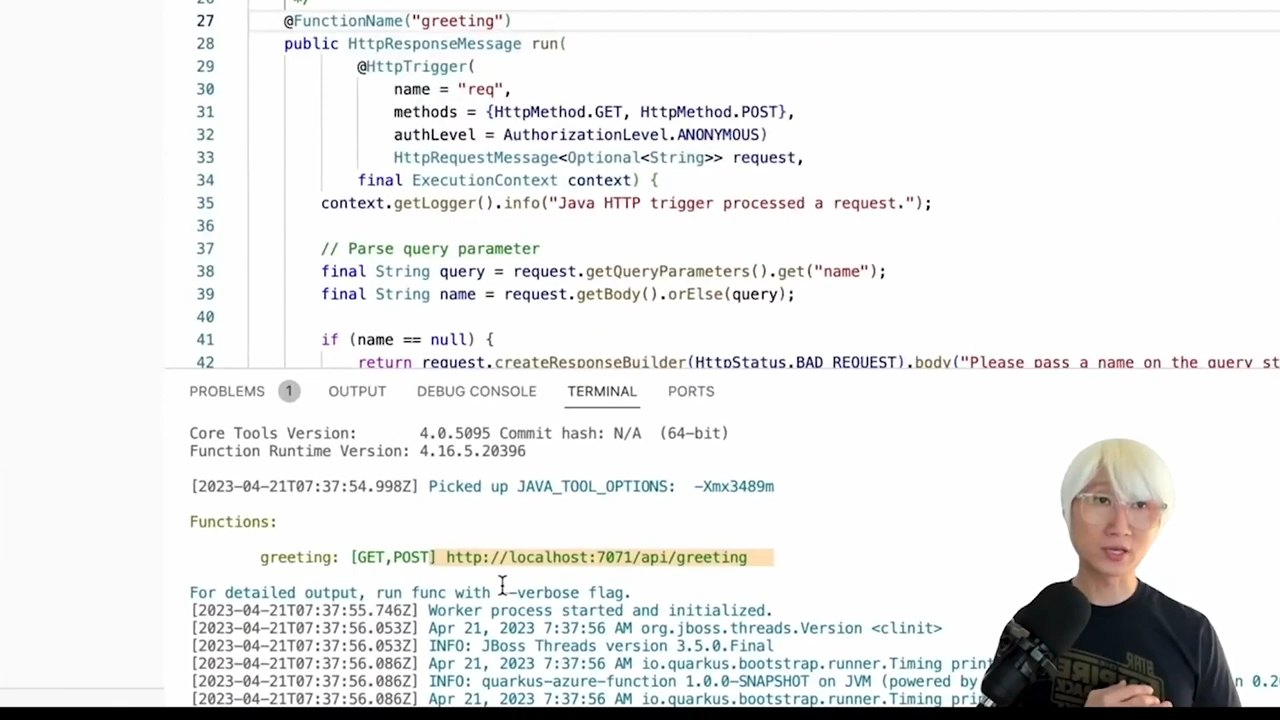 26 */
27 @FunctionName("greeting")
28 public HttpResponseMessage run(
29 @HttpTrigger(
30 name = "req",
31 methods = {HttpMethod.GET, HttpMethod.POST},
32 authLevel = AuthorizationLevel.ANONYMOUS)
33 HttpRequestMessage<Optional<String>> request,
34 final ExecutionContext context) {
35 context.getLogger().info("Java HTTP trigger processed a request.");
36
37 // Parse query parameter
38 final String query = request.getQueryParameters().get("name");
39 final String name = request.getBody().orElse(query);
40
41 if (name == null) {
42 return request.createResponseBuilder(HttpStatus.BAD_REQUEST).body("Please pass a name on the query st
PROBLEMS 1 OUTPUT DEBUG CONSOLE TERMINAL PORTS
Core Tools Version: 4.0.5095 Commit hash: N/A (64-bit)
Function Runtime Version: 4.16.5.20396
[2023-04-21T07:37:54.998Z] Picked up JAVA_TOOL_OPTIONS: -Xmx3489m
Functions:
greeting: [GET,POST] http://localhost:7071/api/greeting
For detailed output, run func with --verbose flag.
[2023-04-21T07:37:55.746Z] Worker process started and initialized.
[2023-04-21T07:37:56.053Z] Apr 21, 2023 7:37:56 AM org.jboss.threads.Version <clinit>
[2023-04-21T07:37:56.053Z] INFO: JBoss Threads version 3.5.0.Final
[2023-04-21T07:37:56.086Z] Apr 21, 2023 7:37:56 AM io.quarkus.bootstrap.runner.Timing print
[2023-04-21T07:37:56.086Z] INFO: quarkus-azure-function 1.0.0-SNAPSHOT on JVM (powered by n 0.2
[2023-04-21T07:37:56.086Z] Apr 21, 2023 7:37:56 AM io.quarkus.bootstrap.runner.Timing prin